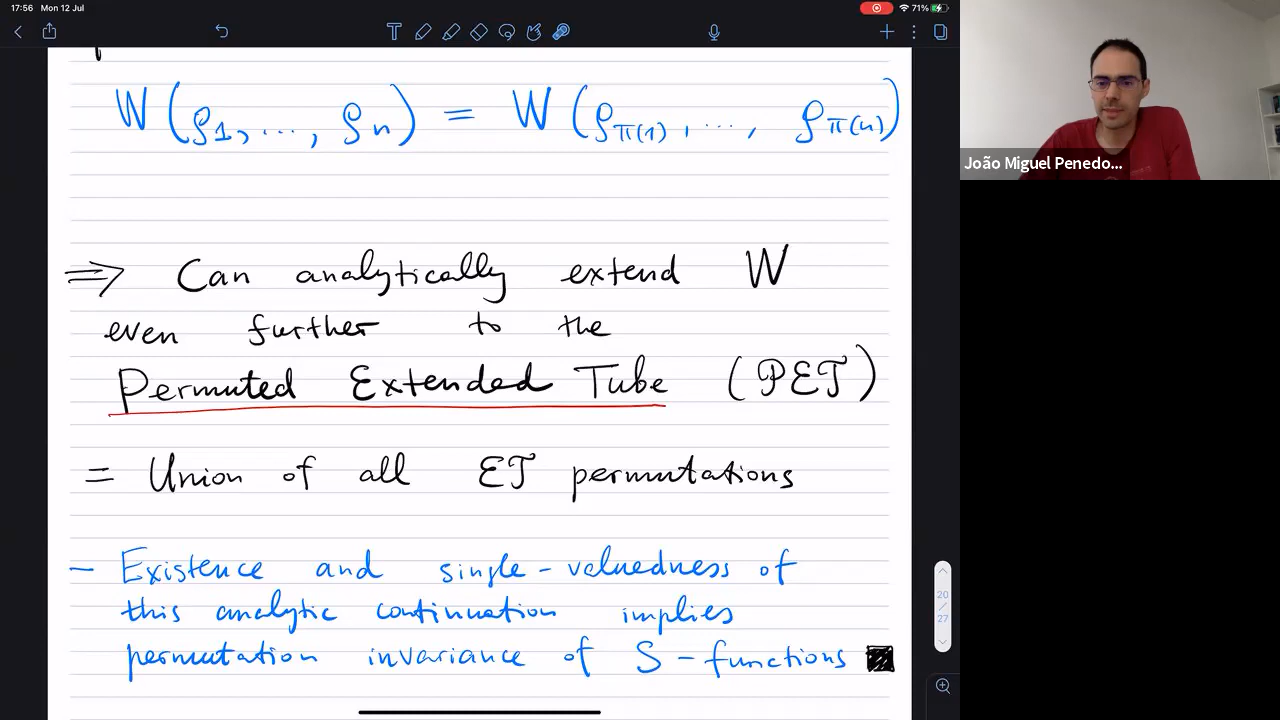 17:56 Mon 12 Jul
71%
W (ρ1, ..., ρn) = W (ρπ(1), ..., ρπ(n))
⇒ Can analytically extend W
even further to the
Permuted Extended Tube (PET)
= Union of all ET permutations
- Existence and single-valuedness of
this analytic continuation implies
permutation invariance of S-functions
20
/
27
João Miguel Penedo...